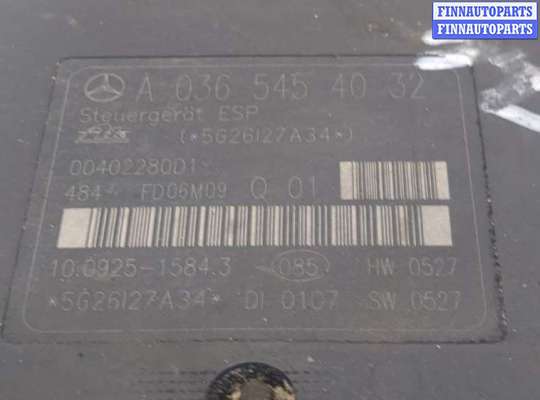 FINNAUTOPARTS
FINNAUTOPARTS
A 036 545 40 32
Steuergerät ESP
(*5G26I27A34*)
00402280D1
484 FD06M09 Q 01
10.0925-1584.3 085 HW 0527
*5G26I27A34* DI 0107 SW 0527